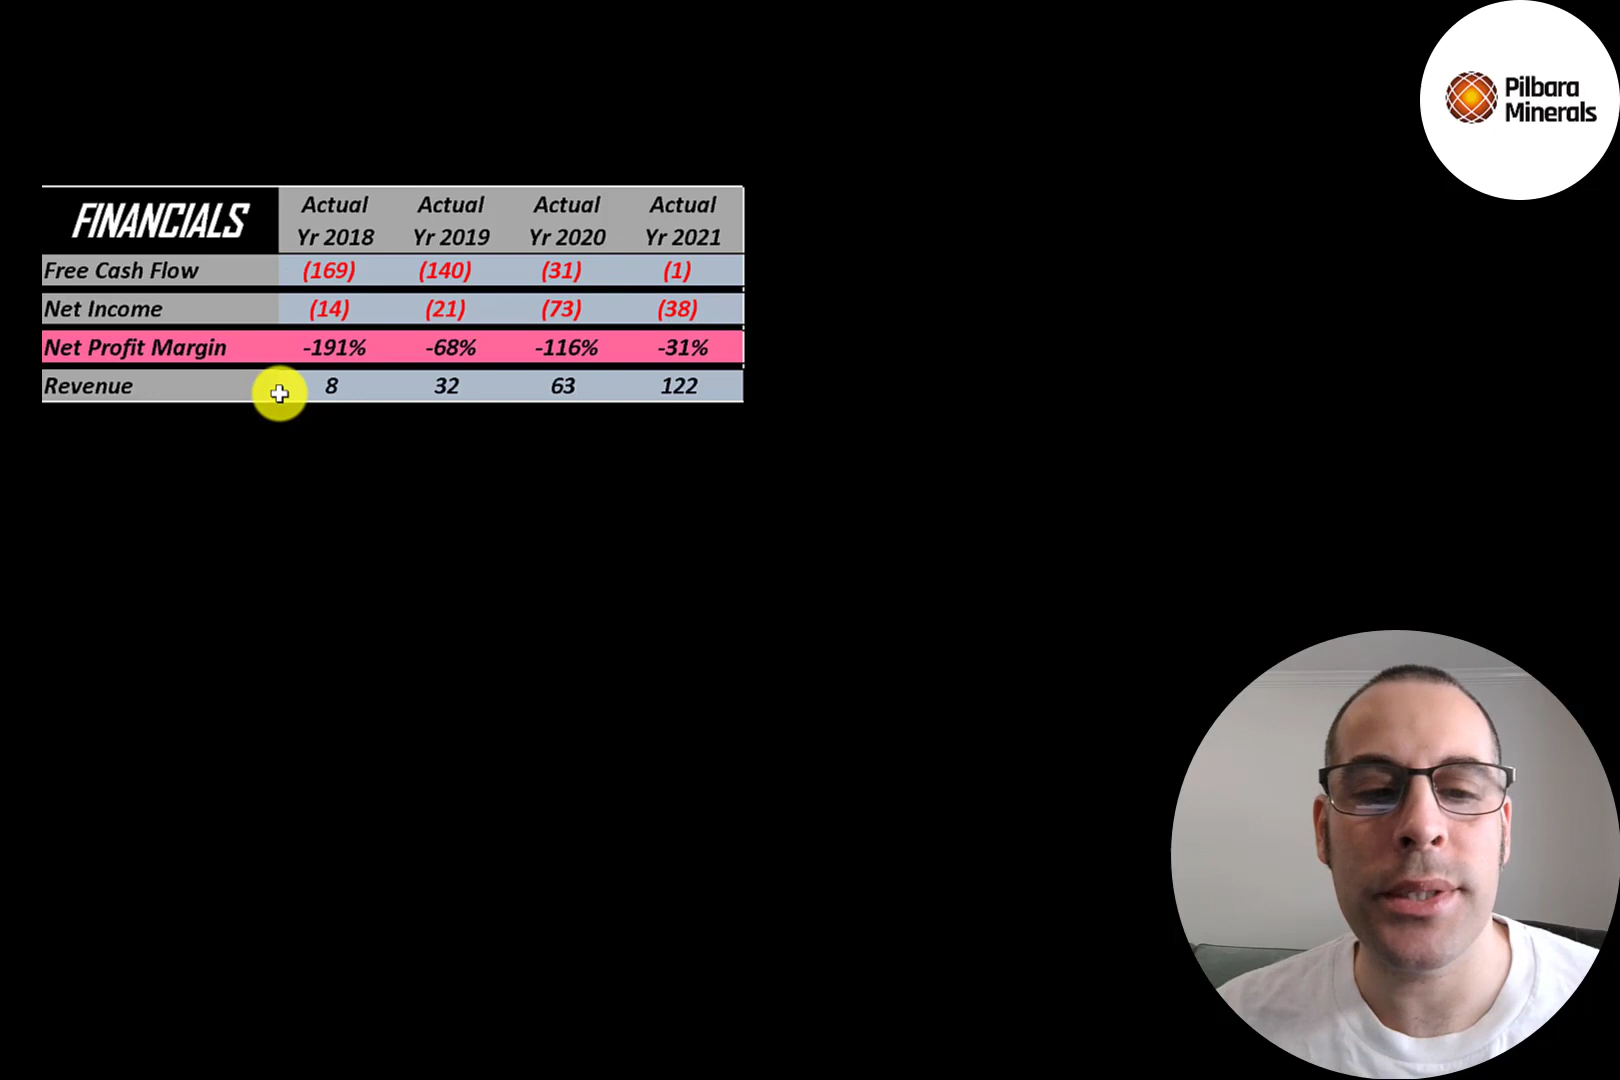 Pilbara
Minerals
FINANCIALS
Actual Actual Actual Actual
Yr 2018 Yr 2019 Yr 2020 Yr 2021
Free Cash Flow (169) (140) (31) (1)
Net Income (14) (21) (73) (38)
Net Profit Margin -191% -68% -116% -31%
Revenue 8 32 63 122